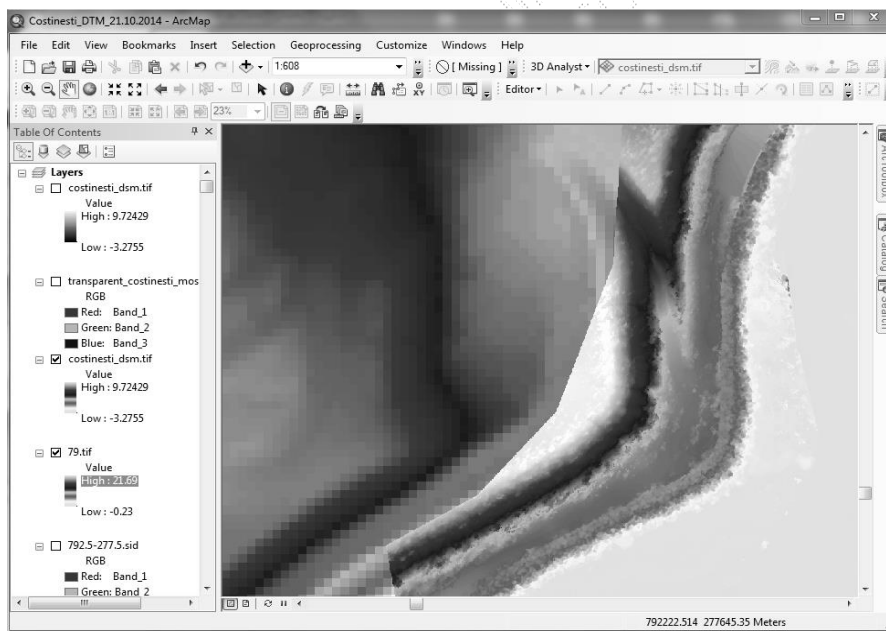 Costinesti_DTM_21.10.2014 - ArcMap
File Edit View Bookmarks Insert Selection Geoprocessing Customize Windows Help
1:608 [ Missing ] 3D Analyst costinesti_dsm.tif
Editor
23%
Table Of Contents
Layers
costinesti_dsm.tif
Value
High : 9.72429
Low : -3.2755
transparent_costinesti_mos
RGB
Red: Band_1
Green: Band_2
Blue: Band_3
costinesti_dsm.tif
Value
High : 9.72429
Low : -3.2755
79.tif
Value
High : 21.69
Low : -0.23
792.5-277.5.sid
RGB
Red: Band_1
Green: Band_2
ArcToolbox
Catalog
Search
792222.514 277645.35 Meters